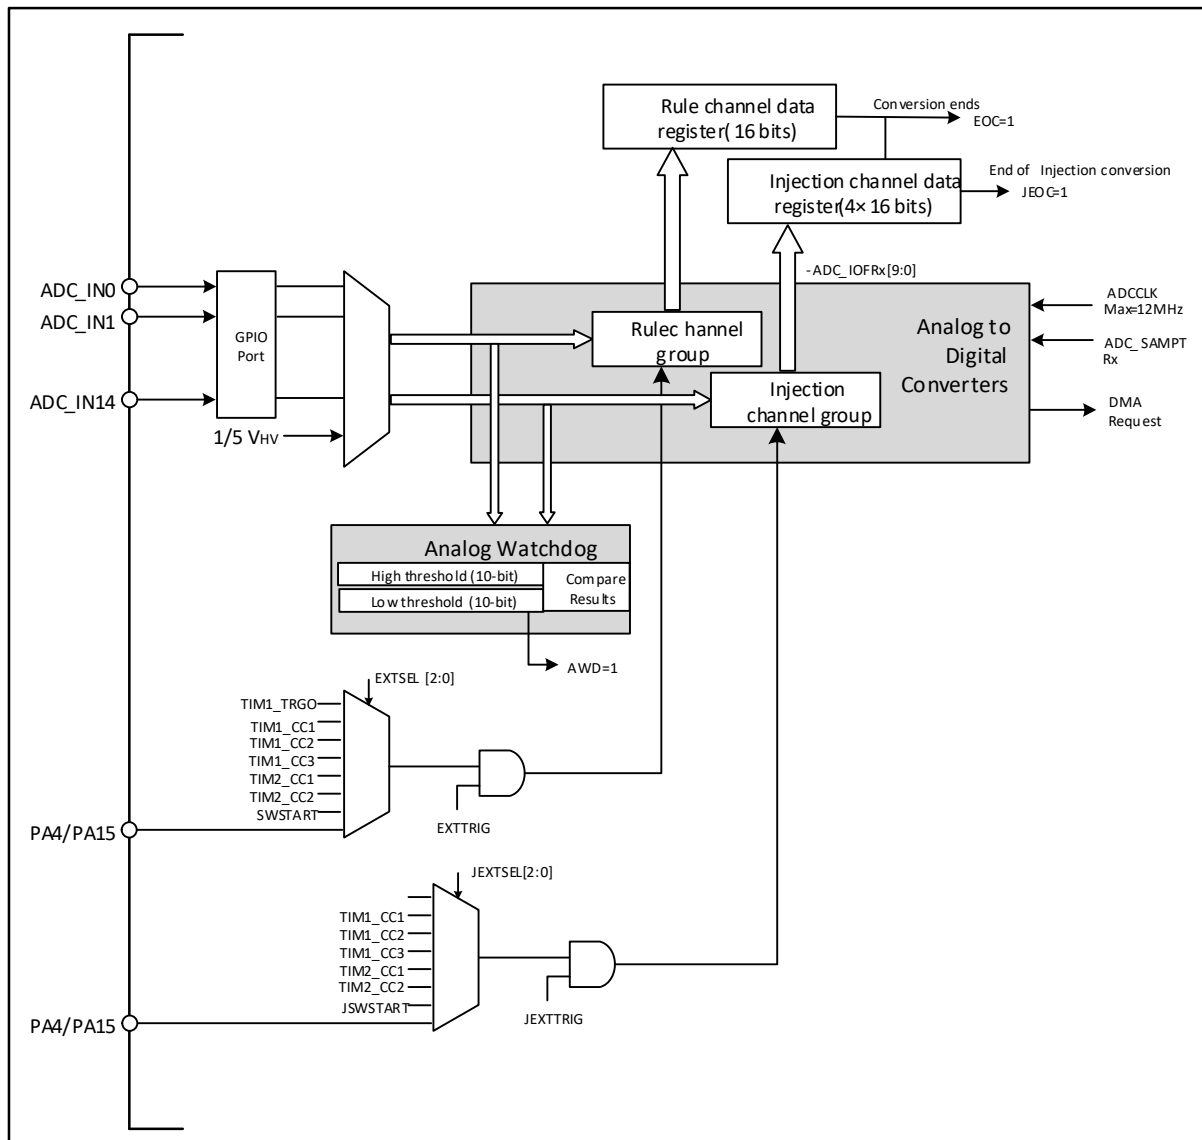 Rule channel data
register( 16 bits)
Conversion ends
EOC=1
Injection channel data
register(4× 16 bits)
End of Injection conversion
JEOC=1
-ADC_IOFRx[9:0]
ADC_IN0
ADC_IN1
ADC_IN14
GPIO
Port
1/5 VHV
Rulec hannel
group
Injection
channel group
Analog to
Digital
Converters
ADCCLK
Max=12MHz
ADC_SAMPT
Rx
DMA
Request
Analog Watchdog
High threshold (10-bit)
Low threshold (10-bit)
Compare
Results
AWD=1
EXTSEL [2:0]
TIM1_TRGO
TIM1_CC1
TIM1_CC2
TIM1_CC3
TIM2_CC1
TIM2_CC2
SWSTART
PA4/PA15
EXTTRIG
JEXTSEL[2:0]
TIM1_CC1
TIM1_CC2
TIM1_CC3
TIM2_CC1
TIM2_CC2
JSWSTART
PA4/PA15
JEXTTRIG